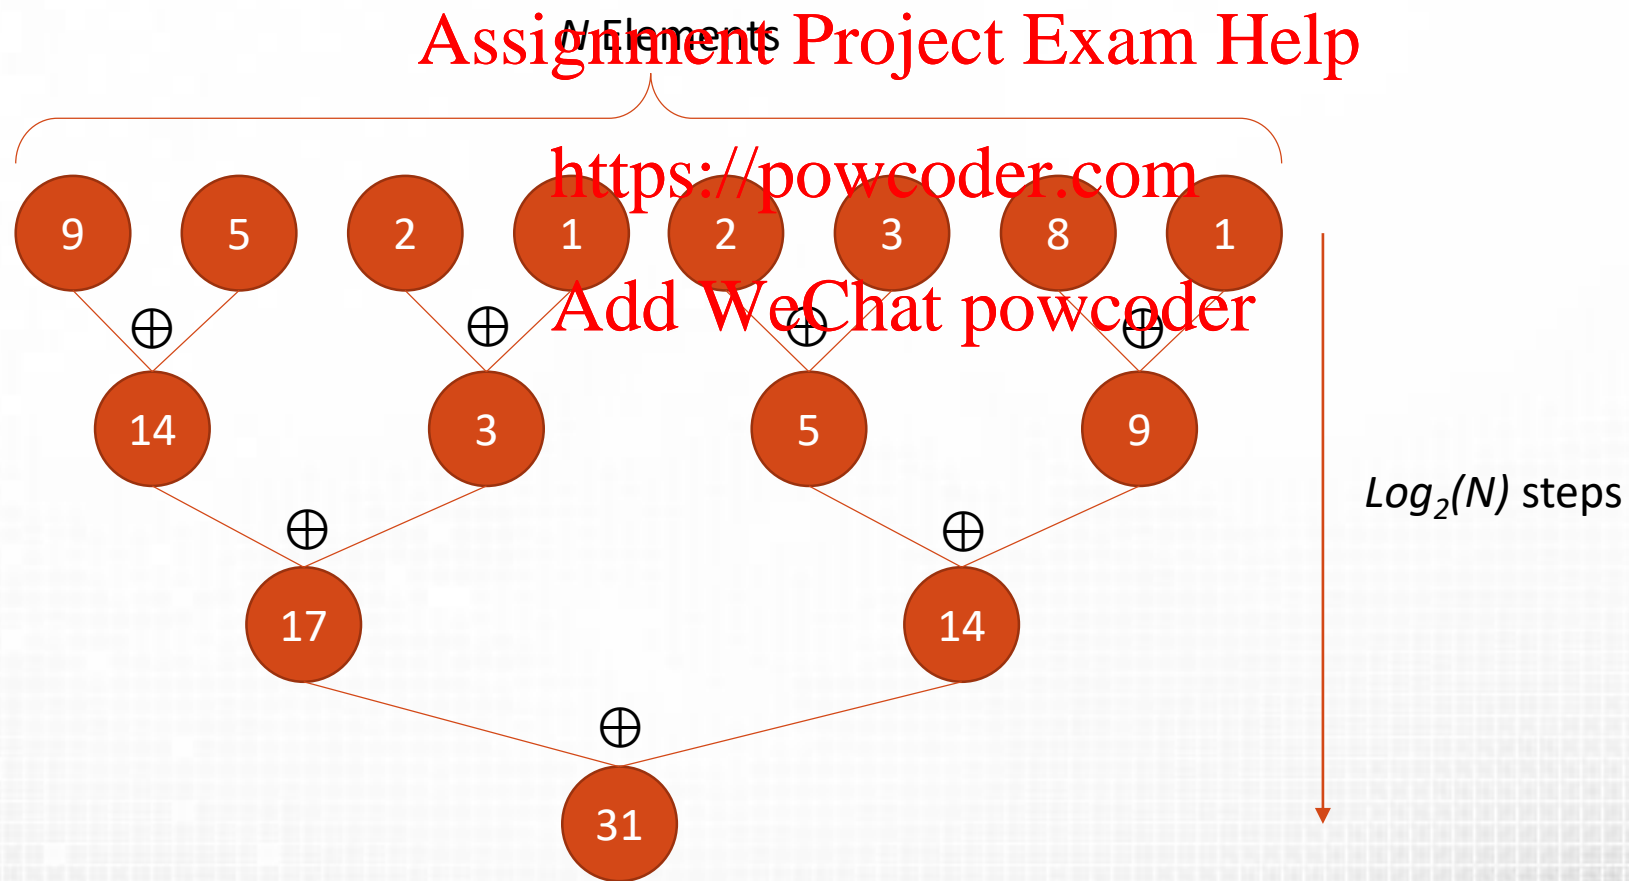 Assignment Project Exam Help
N Elements
https://powcoder.com
9 5 2 1 2 3 8 1
Add WeChat powcoder
⊕ ⊕ ⊕ ⊕
14 3 5 9
Log₂(N) steps
⊕ ⊕
17 14
⊕
31